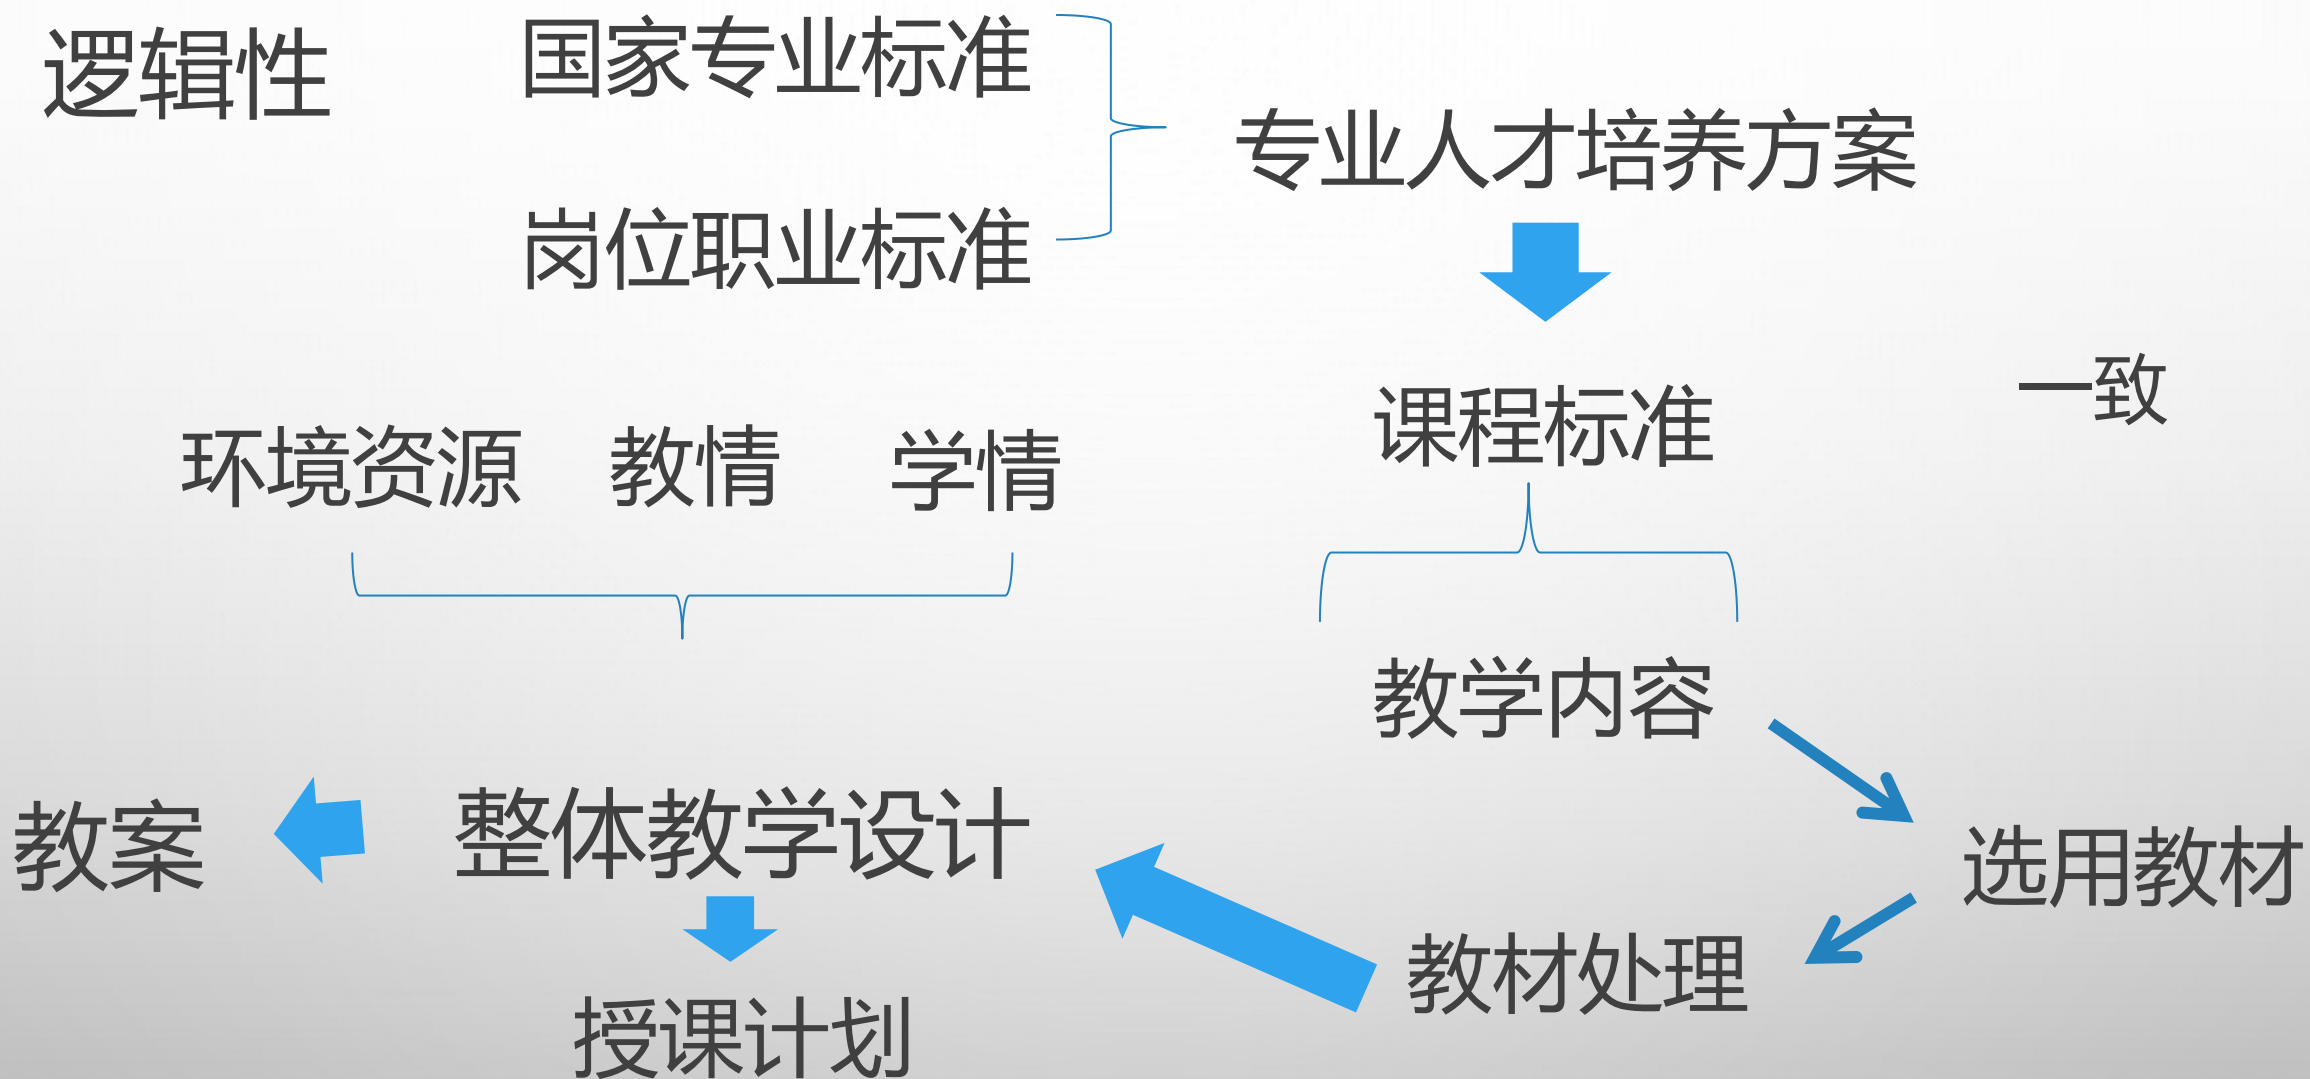 逻辑性
国家专业标准
专业人才培养方案
岗位职业标准
一致
课程标准
环境资源
教情
学情
教学内容
教案
整体教学设计
选用教材
教材处理
授课计划